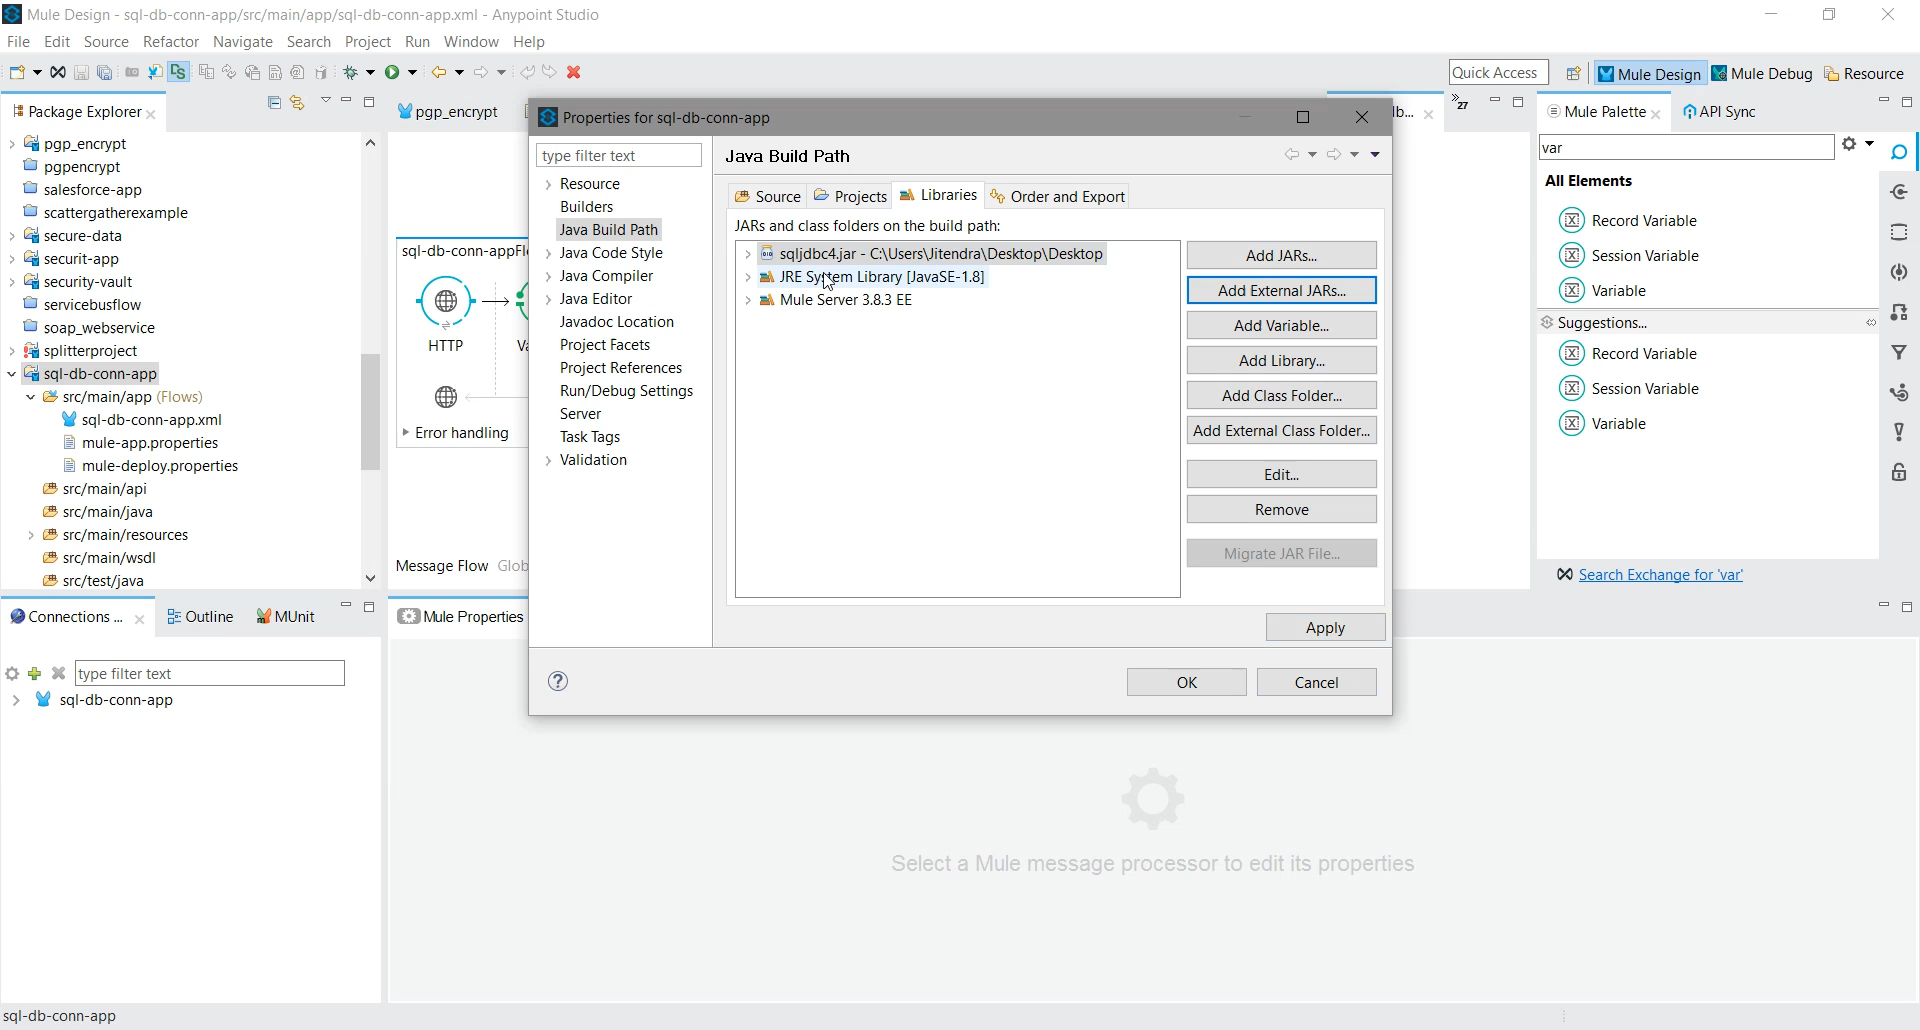 Mule Design - sql-db-conn-app/src/main/app/sql-db-conn-app.xml - Anypoint Studio
File Edit Source Refactor Navigate Search Project Run Window Help
Quick Access Mule Design Mule Debug Resource
Package Explorer
pgp_encrypt
pgpencrypt
salesforce-app
scattergatherexample
secure-data
securit-app
security-vault
servicebusflow
soap_webservice
splitterproject
sql-db-conn-app
src/main/app (Flows)
sql-db-conn-app.xml
mule-app.properties
mule-deploy.properties
src/main/api
src/main/java
src/main/resources
src/main/wsdl
src/test/java
pgp_encrypt
sql-db-conn-appFl
HTTP Va
Error handling
Message Flow Glob
Properties for sql-db-conn-app
type filter text
Resource
Builders
Java Build Path
Java Code Style
Java Compiler
Java Editor
Javadoc Location
Project Facets
Project References
Run/Debug Settings
Server
Task Tags
Validation
Java Build Path
Source Projects Libraries Order and Export
JARs and class folders on the build path:
sqljdbc4.jar - C:\Users\Jitendra\Desktop\Desktop
JRE System Library [JavaSE-1.8]
Mule Server 3.8.3 EE
Add JARs...
Add External JARs...
Add Variable...
Add Library...
Add Class Folder...
Add External Class Folder...
Edit...
Remove
Migrate JAR File...
Apply
OK Cancel
lb... 27
Mule Palette API Sync
var
All Elements
Record Variable
Session Variable
Variable
Suggestions...
Record Variable
Session Variable
Variable
Search Exchange for 'var'
Connections ... Outline MUnit
type filter text
sql-db-conn-app
Mule Properties
Select a Mule message processor to edit its properties
sql-db-conn-app